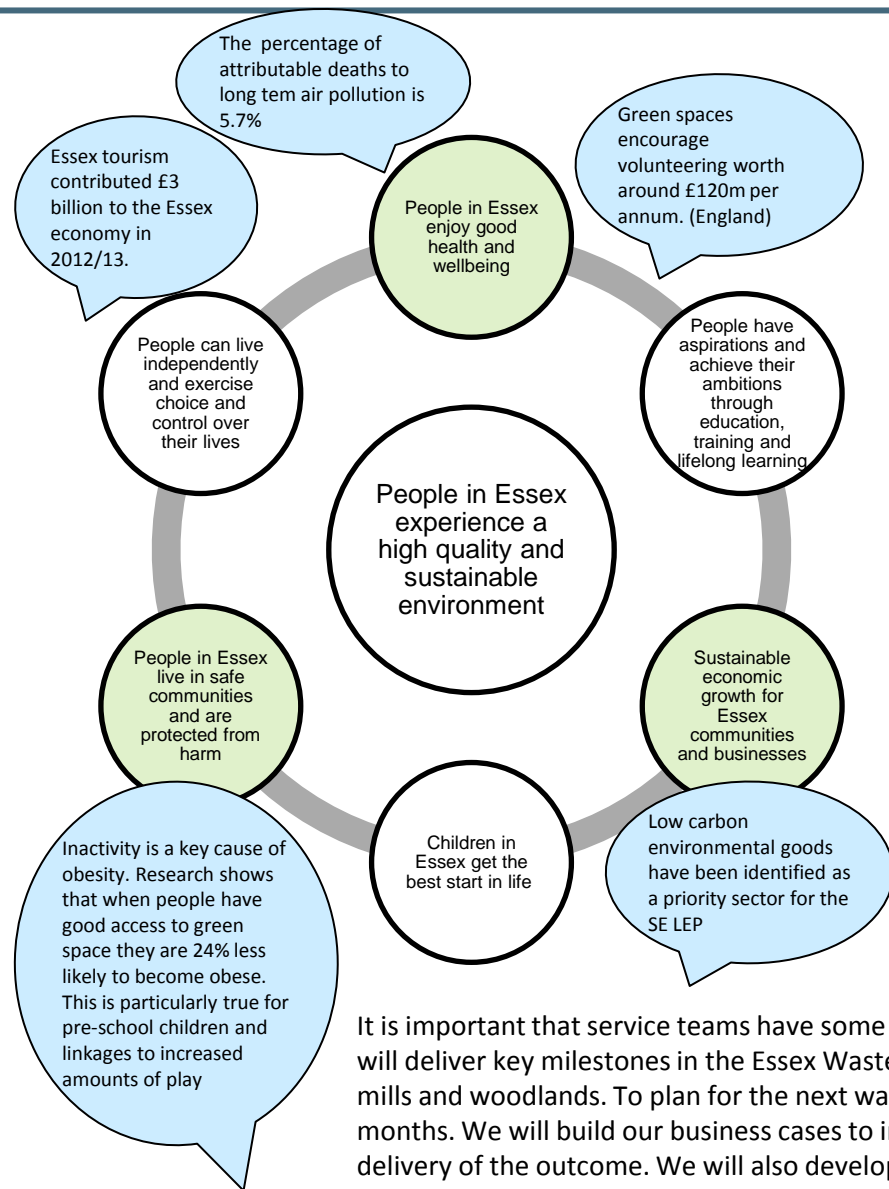 The percentage of
attributable deaths to
long tem air pollution is
5.7%
Green spaces
encourage
volunteering worth
around £120m per
annum. (England)
Essex tourism
contributed £3
billion to the Essex
economy in
2012/13.
People in Essex
enjoy good
health and
wellbeing
People can live
independently
and exercise
choice and
control over
their lives
People have
aspirations and
achieve their
ambitions
through
education,
training and
lifelong learning
People in Essex
experience a
high quality and
sustainable
environment
People in Essex
live in safe
communities
and are
protected from
harm
Sustainable
economic
growth for
Essex
communities
and businesses
Children in
Essex get the
best start in life
Inactivity is a key cause of
obesity. Research shows
that when people have
good access to green
space they are 24% less
likely to become obese.
This is particularly true for
pre-school children and
linkages to increased
amounts of play
Low carbon
environmental goods
have been identified as
a priority sector for the
SE LEP
It is important that service teams have some
will deliver key milestones in the Essex Waste
mills and woodlands. To plan for the next
months. We will build our business cases to
delivery of the outcome. We will also